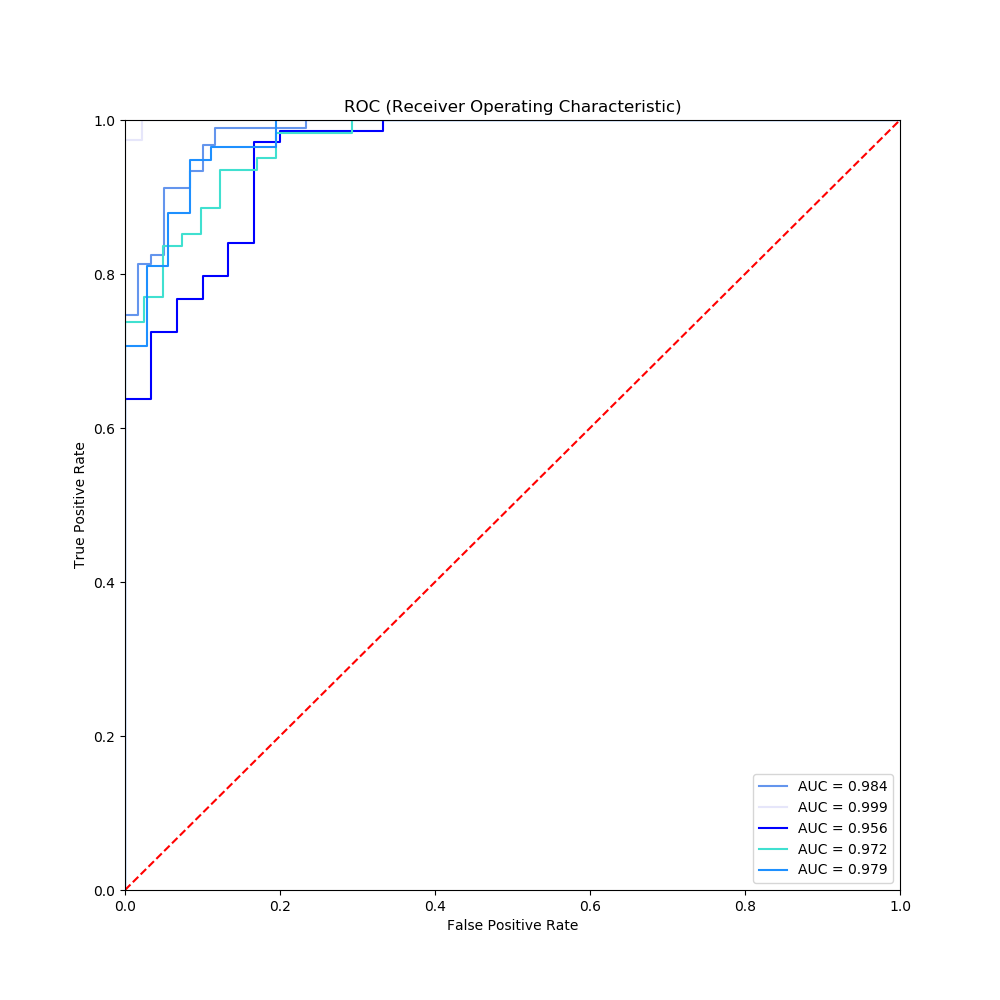 ROC (Receiver Operating Characteristic)
1.0
0.8
0.6
0.4
0.2
0.0
True Positive Rate
AUC = 0.984
AUC = 0.999
AUC = 0.956
AUC = 0.972
AUC = 0.979
0.0 0.2 0.4 0.6 0.8 1.0
False Positive Rate